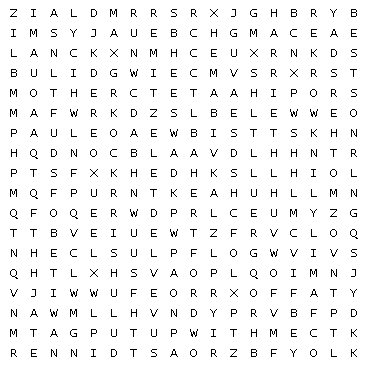 Z I A L D M R R S R X J G H B R Y B
I M S Y J A U E B C H G M A C E A E
L A N C K X N M H C E U X R N K D S
B U L I D G W I E C M V S R X R S T
M O T H E R C T E T A A H I P O R S
M A F W R K D Z S L B E L E W W E O
P A U L E O A E W B I S T T S K H N
H Q D N O C B L A A V D L H H N T R
P T S F X K H E D H K S L L H I O L
M Q F P U R N T K E A H U H L L M N
Q F O Q E R W D P R L C E U M Y Z G
T T B V E I U E W T Z F R V C L O Q
N H E C L S U L P F L O G W V I V S
Q H T L X H S V A O P L Q O I M N J
V J I W W U F E O R R X O F F A T Y
N A W M L L H V N D Y P R V B F P D
M T A G P U T U P W I T H M E C T K
R E N N I D T S A O R Z B F Y O L K